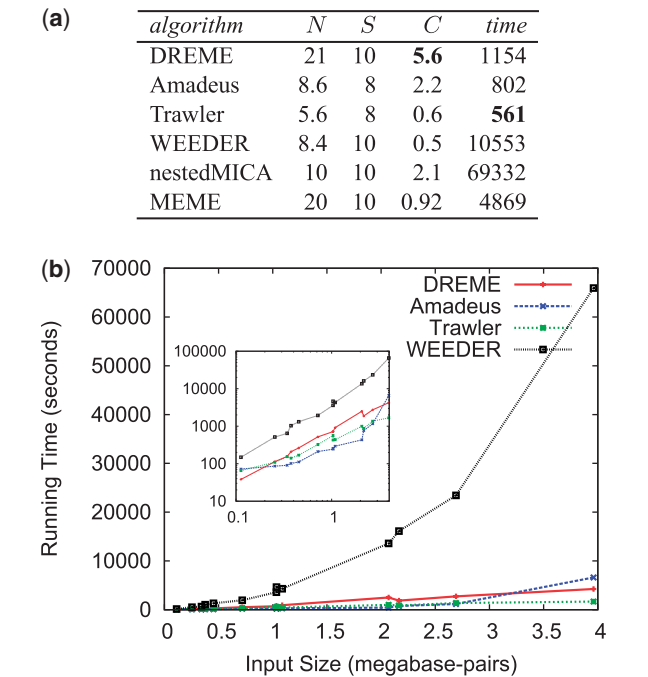 (a)
algorithm N S C time
DREME 21 10 5.6 1154
Amadeus 8.6 8 2.2 802
Trawler 5.6 8 0.6 561
WEEDER 8.4 10 0.5 10553
nestedMICA 10 10 2.1 69332
MEME 20 10 0.92 4869
(b)
70000
60000
50000
40000
30000
20000
10000
0
Running Time (seconds)
DREME
Amadeus
Trawler
WEEDER
100000
10000
1000
100
10
0.1 1
0 0.5 1 1.5 2 2.5 3 3.5 4
Input Size (megabase-pairs)